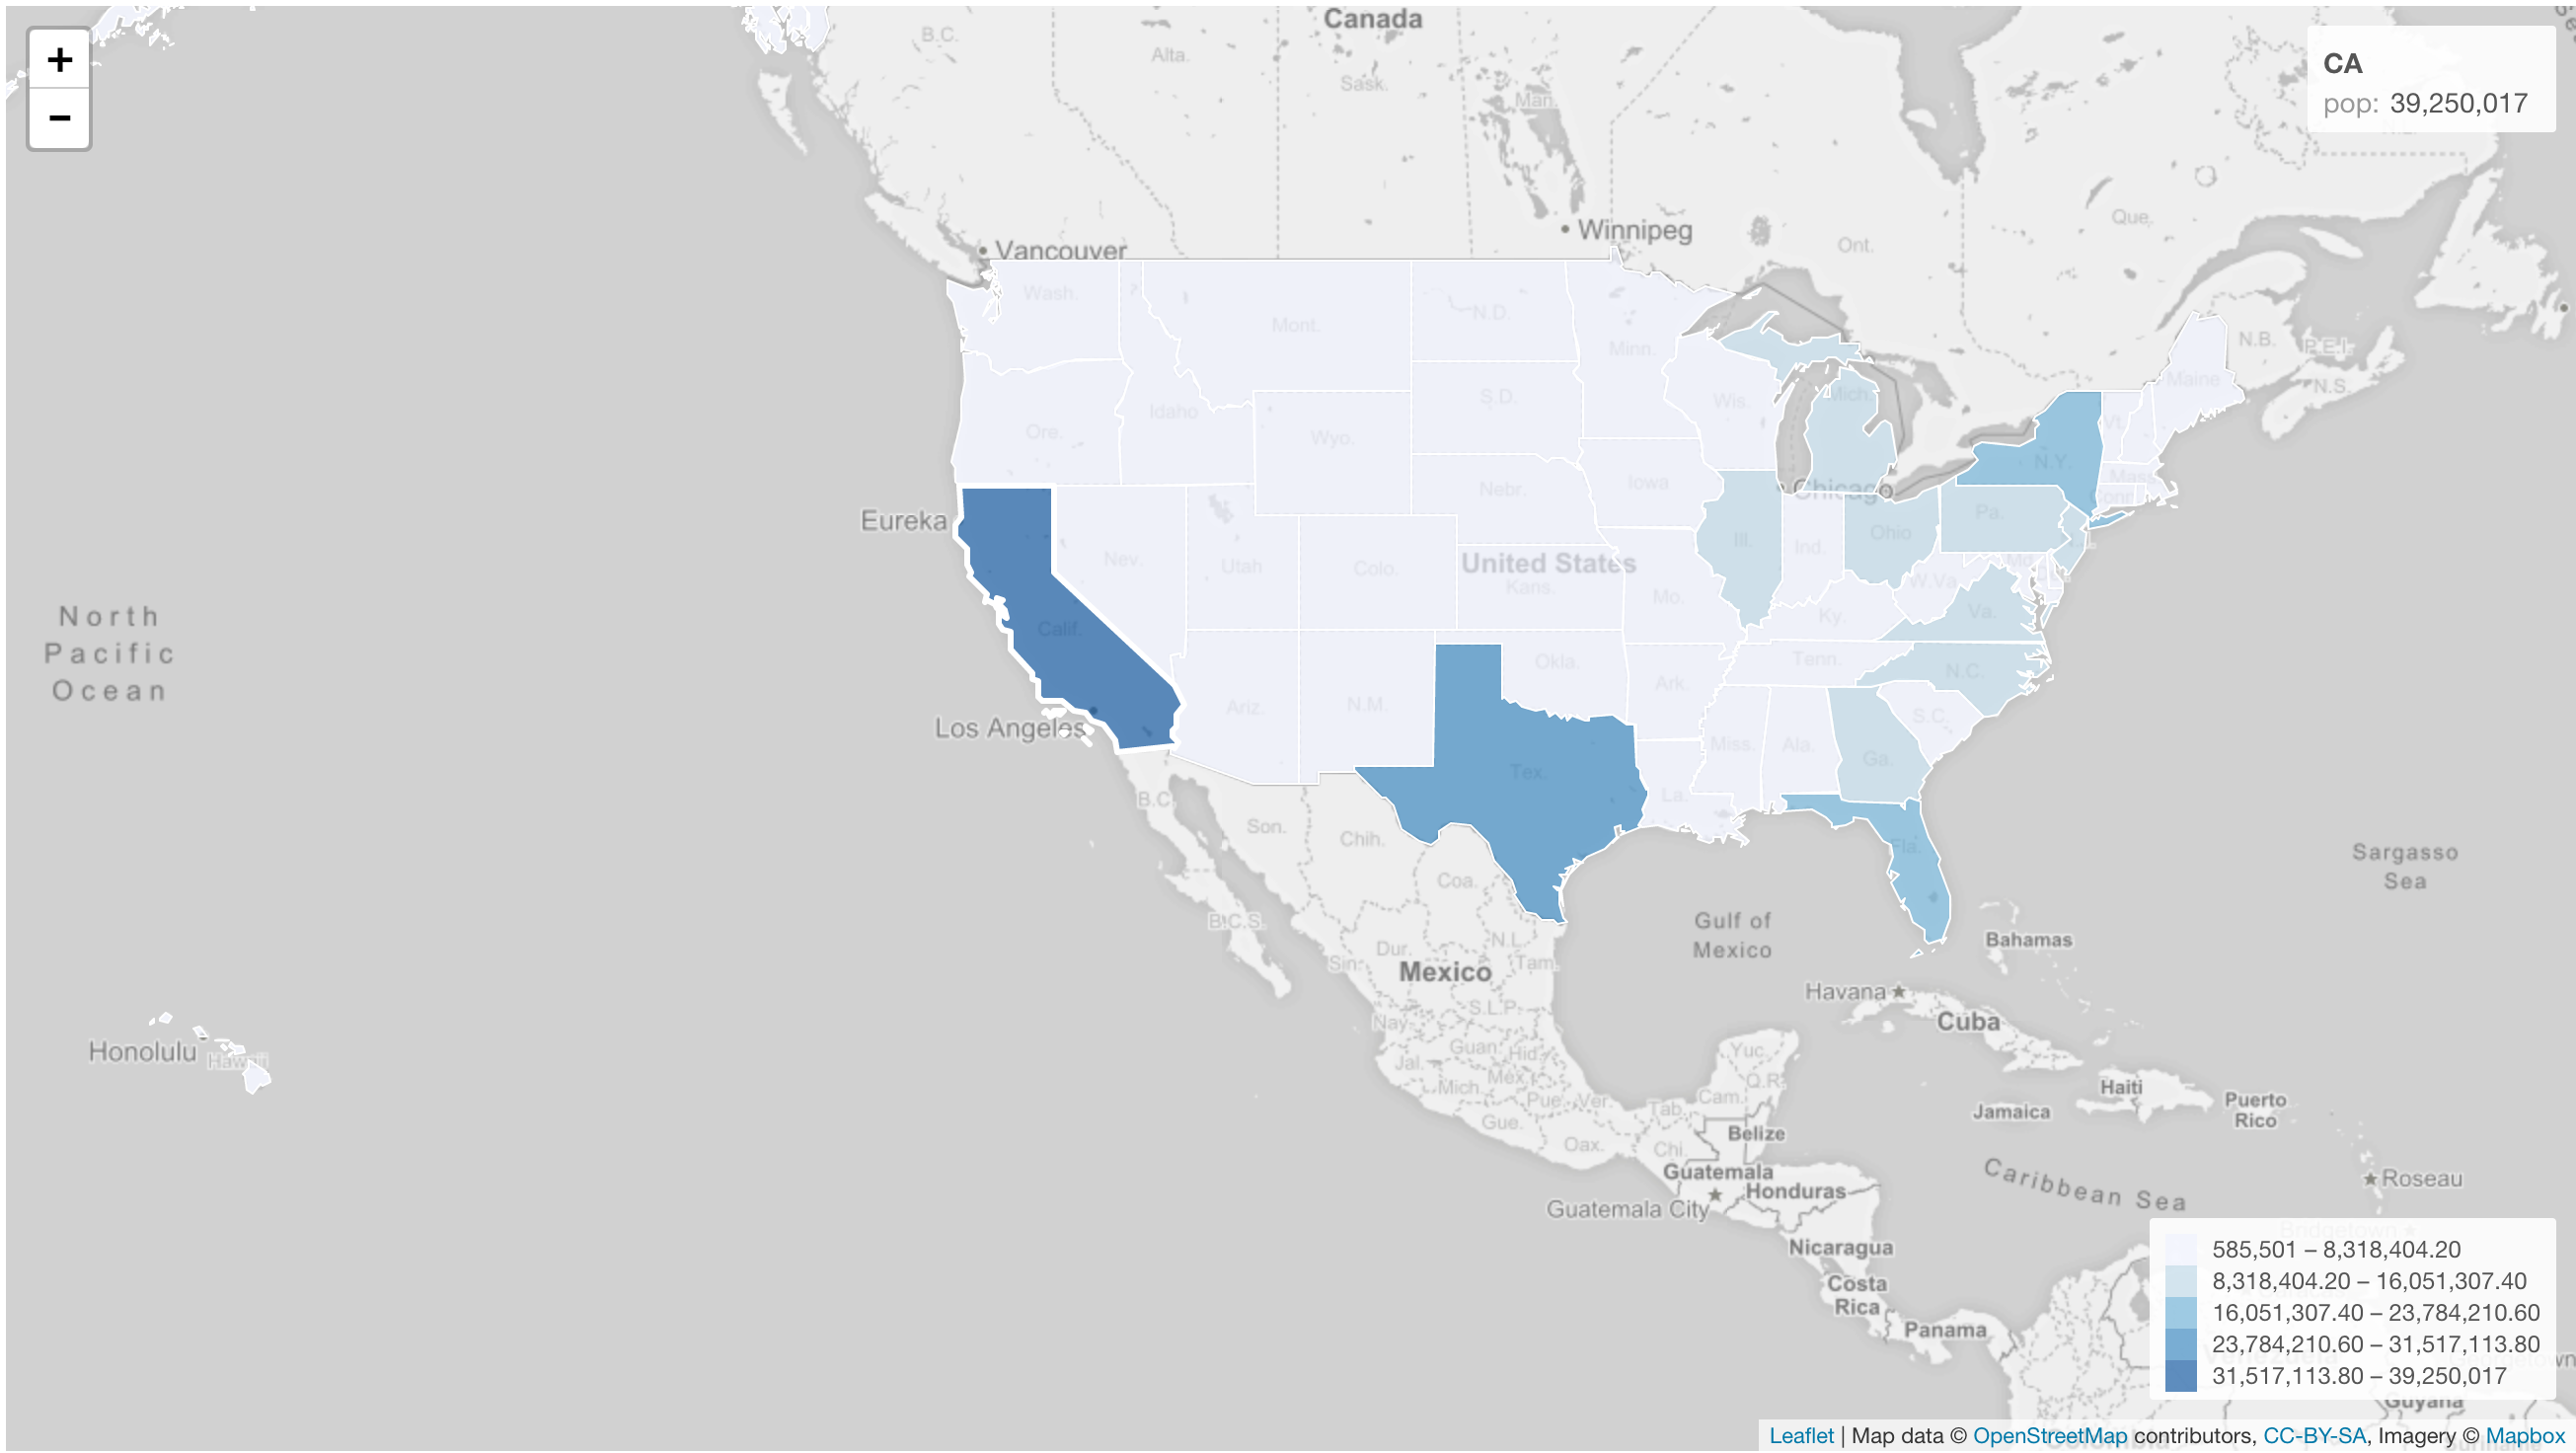 +
−
CA
pop: 39,250,017
Canada
B.C.
Alta.
Sask.
Man.
Ont.
Que.
N.B.
P.E.I.
N.S.
Vancouver
Winnipeg
Wash.
Mont.
N.D.
Minn.
Ore.
Idaho
Wyo.
S.D.
Wis.
Mich.
Maine
Vt.
N.Y.
Mass.
Conn.
Nebr.
Iowa
Chicago
Eureka
Nev.
Utah
Colo.
United States
Kans.
Mo.
Ill.
Ind.
Ohio
Pa.
Md.
W.Va.
Va.
Ky.
Calif.
Los Angeles
Ariz.
N.M.
Okla.
Ark.
Tenn.
N.C.
S.C.
Tex.
La.
Miss.
Ala.
Ga.
Fla.
North
Pacific
Ocean
Sargasso
Sea
Gulf of
Mexico
B.C.
Son.
Chih.
Coa.
B.C.S.
Dur.
N.L.
Sin.
Mexico
Tam.
S.L.P.
Nay.
Guan.
Hid.
Jal.
Mich.
Mex.
Pue.
Ver.
Gue.
Oax.
Tab.
Cam.
Yuc.
Q.R.
Chi.
Bahamas
Havana
Cuba
Honolulu
Hawaii
Haiti
Jamaica
Puerto
Rico
Belize
Guatemala
Honduras
Guatemala City
Caribbean Sea
Roseau
Bridgetown
Nicaragua
Costa
Rica
Panama
585,501 – 8,318,404.20
8,318,404.20 – 16,051,307.40
16,051,307.40 – 23,784,210.60
23,784,210.60 – 31,517,113.80
31,517,113.80 – 39,250,017
Guyana
Colombia
Leaflet | Map data © OpenStreetMap contributors, CC-BY-SA, Imagery © Mapbox